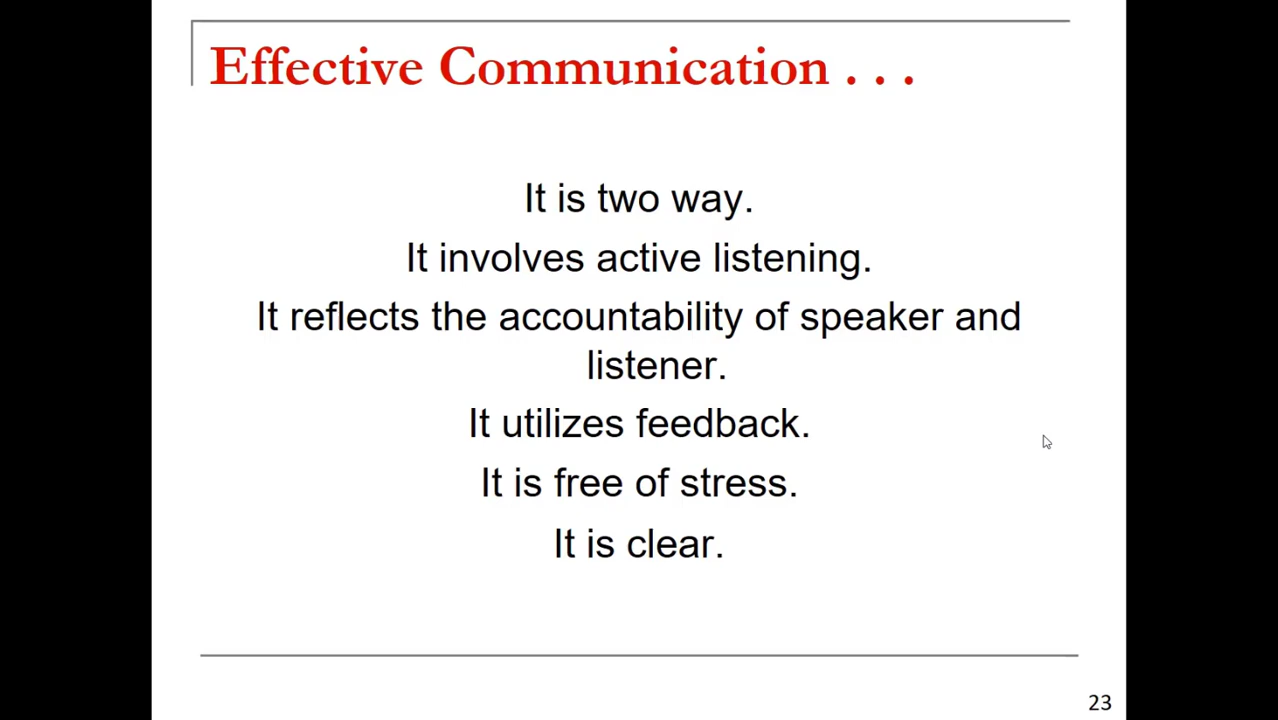 Effective Communication . . .
It is two way.
It involves active listening.
It reflects the accountability of speaker and
listener.
It utilizes feedback.
It is free of stress.
It is clear.
23